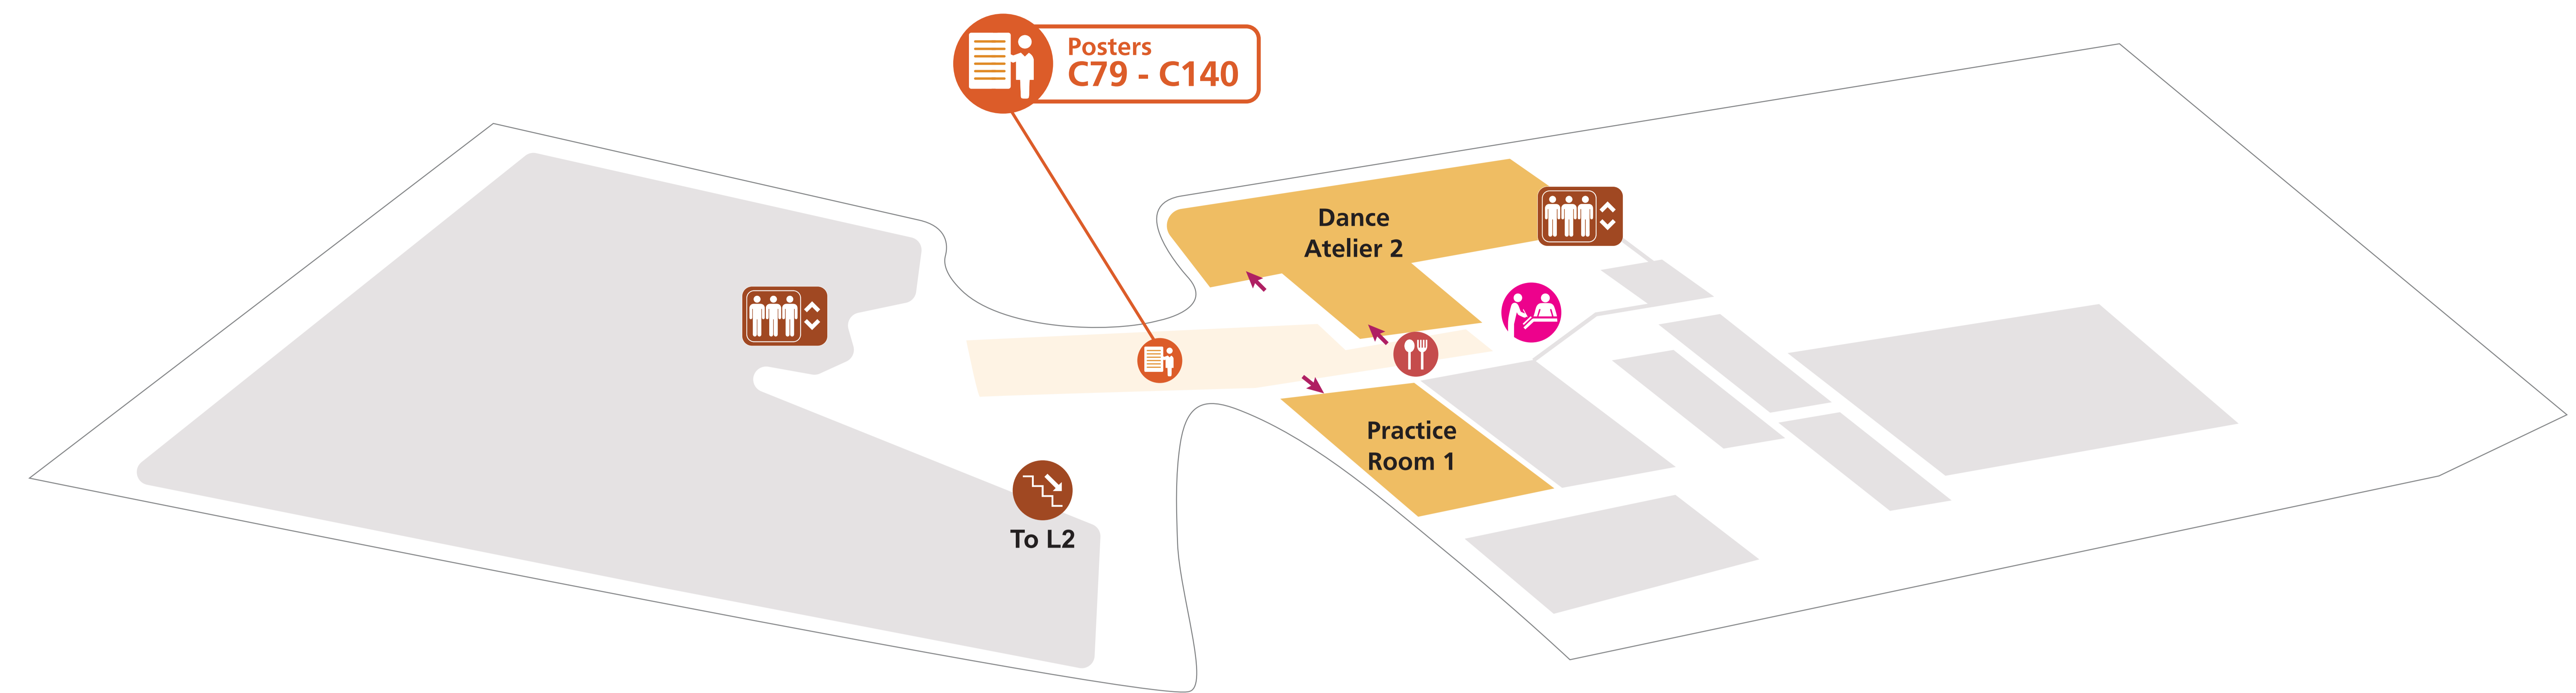 Posters
C79 - C140
Dance
Atelier 2
Practice
Room 1
To L2